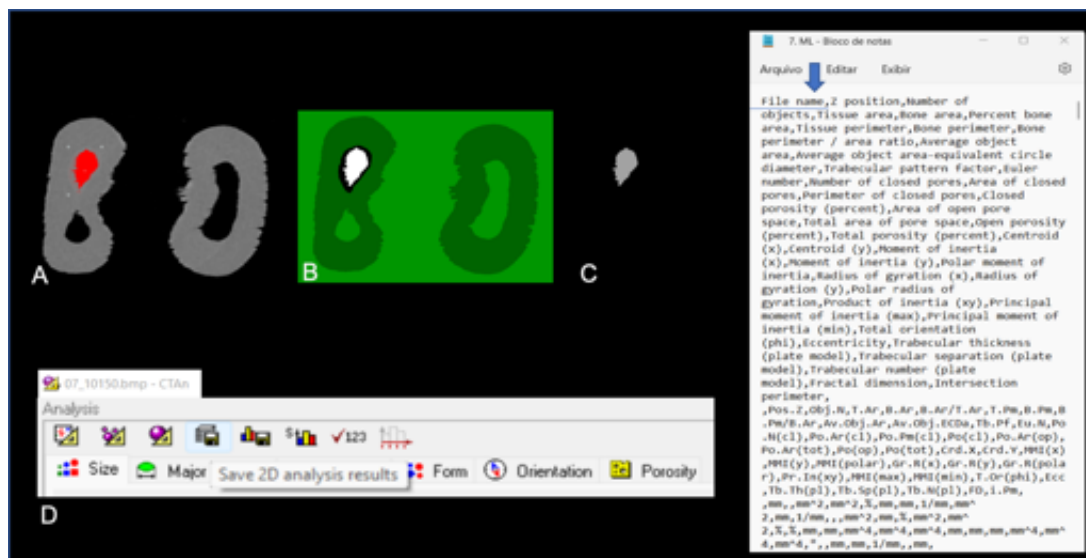 A
B
C
07_10150.bmp - CTAn
Analysis
123
Size
Major
Save 2D analysis results
Form
Orientation
Porosity
D
7. ML - Bloco de notas
Arquivo Editar Exibir
File name,Z position,Number of
objects,Tissue area,Bone area,Percent bone
area,Tissue perimeter,Bone perimeter,Bone
perimeter / area ratio,Average object
area,Average object area-equivalent circle
diameter,Trabecular pattern factor,Euler
number,Number of closed pores,Area of closed
pores,Perimeter of closed pores,Closed
porosity (percent),Area of open pore
space,Total area of pore space,Open porosity
(percent),Total porosity (percent),Centroid
(x),Centroid (y),Moment of inertia
(x),Moment of inertia (y),Polar moment of
inertia,Radius of gyration (x),Radius of
gyration (y),Polar radius of
gyration,Product of inertia (xy),Principal
moment of inertia (max),Principal moment of
inertia (min),Total orientation
(phi),Eccentricity,Trabecular thickness
(plate model),Trabecular separation (plate
model),Trabecular number (plate
model),Fractal dimension,Intersection
perimeter,
,Pos.Z,Obj.N,T.Ar,B.Ar,B.Ar/T.Ar,T.Pm,B.Pm,B
.Pm/B.Ar,Av.Obj.Ar,Av.Obj.ECDa,Tb.Pf,Eu.N,Po
.N(cl),Po.Ar(cl),Po.Pm(cl),Po(cl),Po.Ar(op),
Po.Ar(tot),Po(op),Po(tot),Crd.X,Crd.Y,MMI(x)
,MMI(y),MMI(polar),Gr.R(x),Gr.R(y),Gr.R(pola
r),Pr.In(xy),MMI(max),MMI(min),T.Or(phi),Ecc
,Tb.Th(pl),Tb.Sp(pl),Tb.N(pl),FD,i.Pm,
,mm,,mm^2,mm^2,%,mm,mm,1/mm,mm^
2,mm,1/mm,,,mm^2,mm,%,mm^2,mm^
2,%,%,mm,mm,mm^4,mm^4,mm^4,mm,mm,mm,mm^4,mm^
4,mm^4,°,,mm,mm,1/mm,,mm,